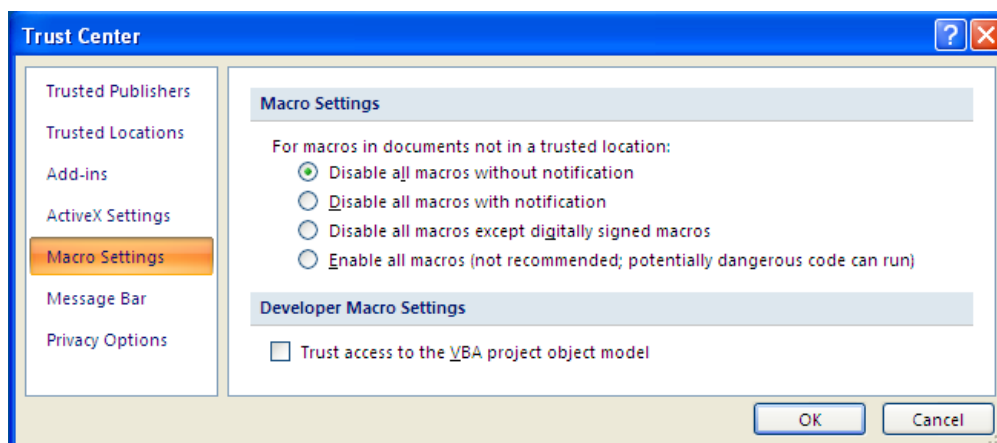 Trust Center
Trusted Publishers
Trusted Locations
Add-ins
ActiveX Settings
Macro Settings
Message Bar
Privacy Options
Macro Settings
For macros in documents not in a trusted location:
Disable all macros without notification
Disable all macros with notification
Disable all macros except digitally signed macros
Enable all macros (not recommended; potentially dangerous code can run)
Developer Macro Settings
Trust access to the VBA project object model
OK
Cancel